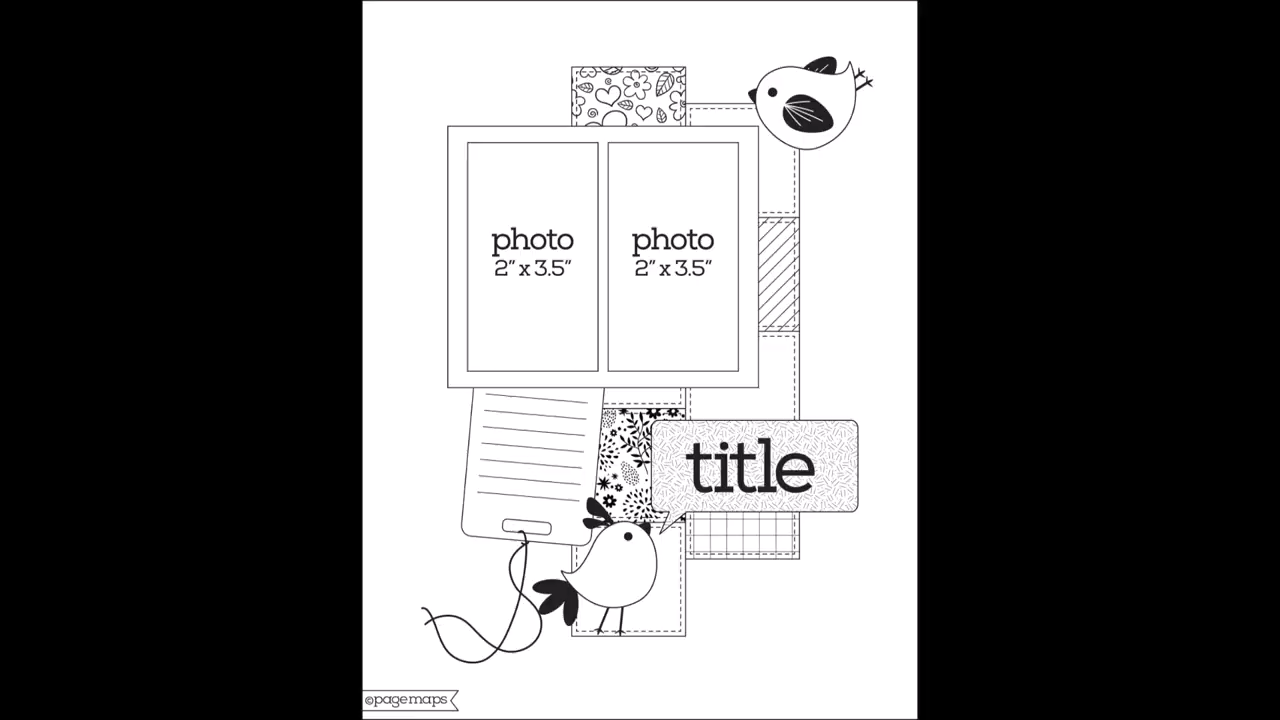 photo
2" x 3.5"
photo
2" x 3.5"
title
©pagemaps